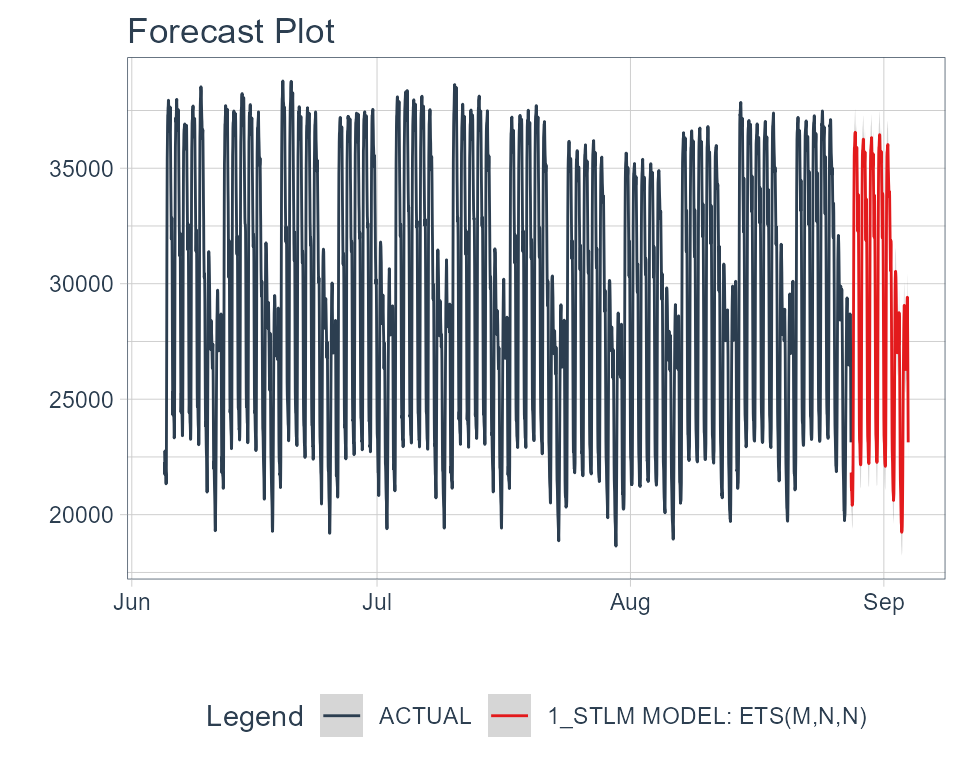 Forecast Plot
35000
30000
25000
20000
Jun Jul Aug Sep
Legend ACTUAL 1_STLM MODEL: ETS(M,N,N)